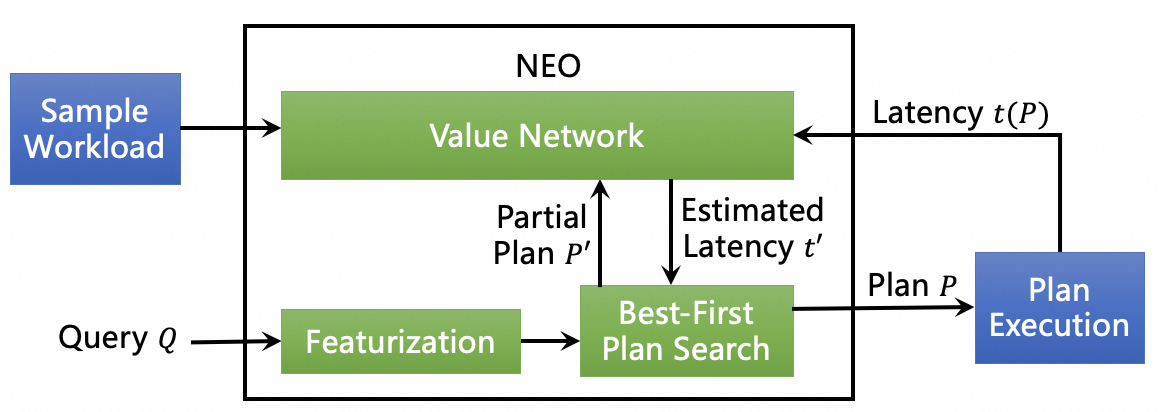 NEO
Sample
Workload
Value Network
Latency t(P)
Partial
Plan P′
Estimated
Latency t′
Query Q
Featurization
Best-First
Plan Search
Plan P
Plan
Execution